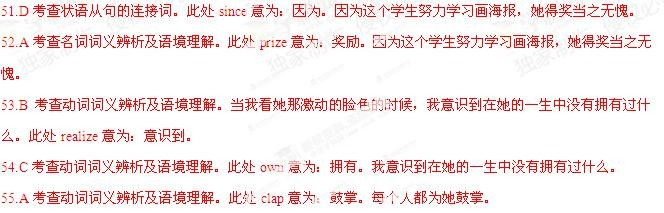 51.D 考查状语从句的连接词。此处 since 意为：因为。因为这个学生努力学习画海报，她得奖当之无愧。
52.A 考查名词词义辨析及语境理解。此处 prize 意为：奖励。因为这个学生努力学习画海报，她得奖当之无
愧。
53.B 考查动词词义辨析及语境理解。当我看她那激动的脸色的时候，我意识到在她的一生中没有拥有过什
么。此处 realize 意为：意识到。
54.C 考查动词词义辨析及语境理解。此处 own 意为：拥有。我意识到在她的一生中没有拥有过什么。
55.A 考查动词词义辨析及语境理解。此处 clap 意为：鼓掌。每个人都为她鼓掌。